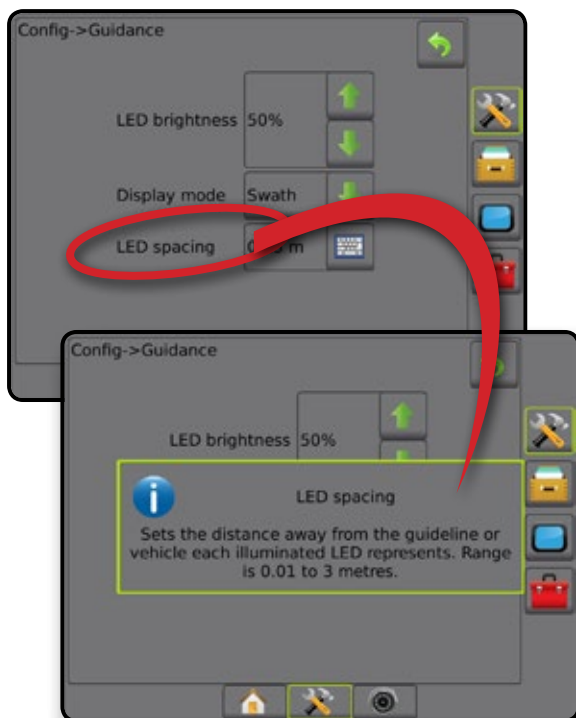 Config->Guidance
LED brightness 50%
Display mode Swath
LED spacing m
Config->Guidance
LED brightness 50%
LED spacing
Sets the distance away from the guideline or
vehicle each illuminated LED represents. Range
is 0.01 to 3 metres.